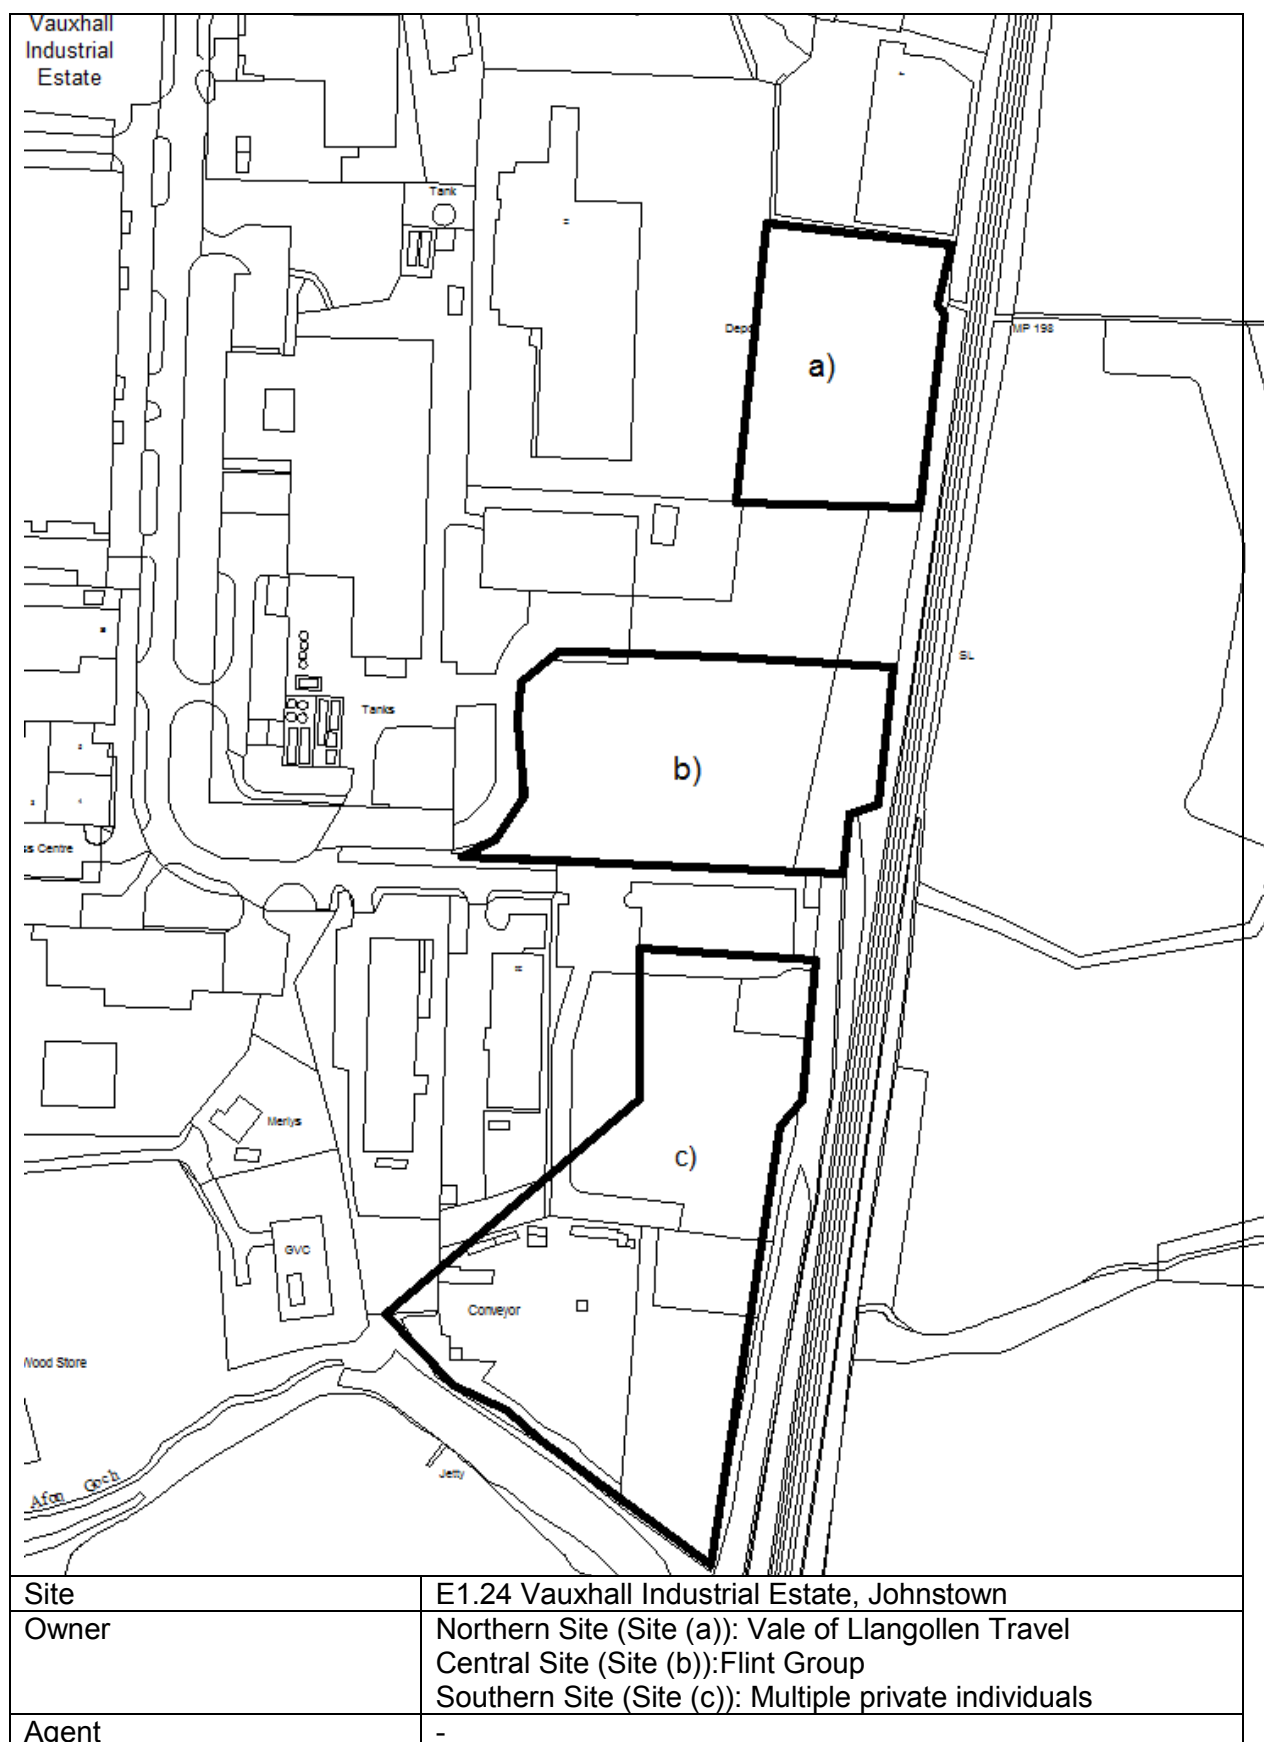 Vauxhall
Industrial
Estate
Tank
a)
MP 198
SL
Tanks
b)
ss Centre
Merlys
c)
GVC
Conveyor
Wood Store
Jetty
Afon Goch
Site E1.24 Vauxhall Industrial Estate, Johnstown
Owner Northern Site (Site (a)): Vale of Llangollen Travel
Central Site (Site (b)):Flint Group
Southern Site (Site (c)): Multiple private individuals
Agent -